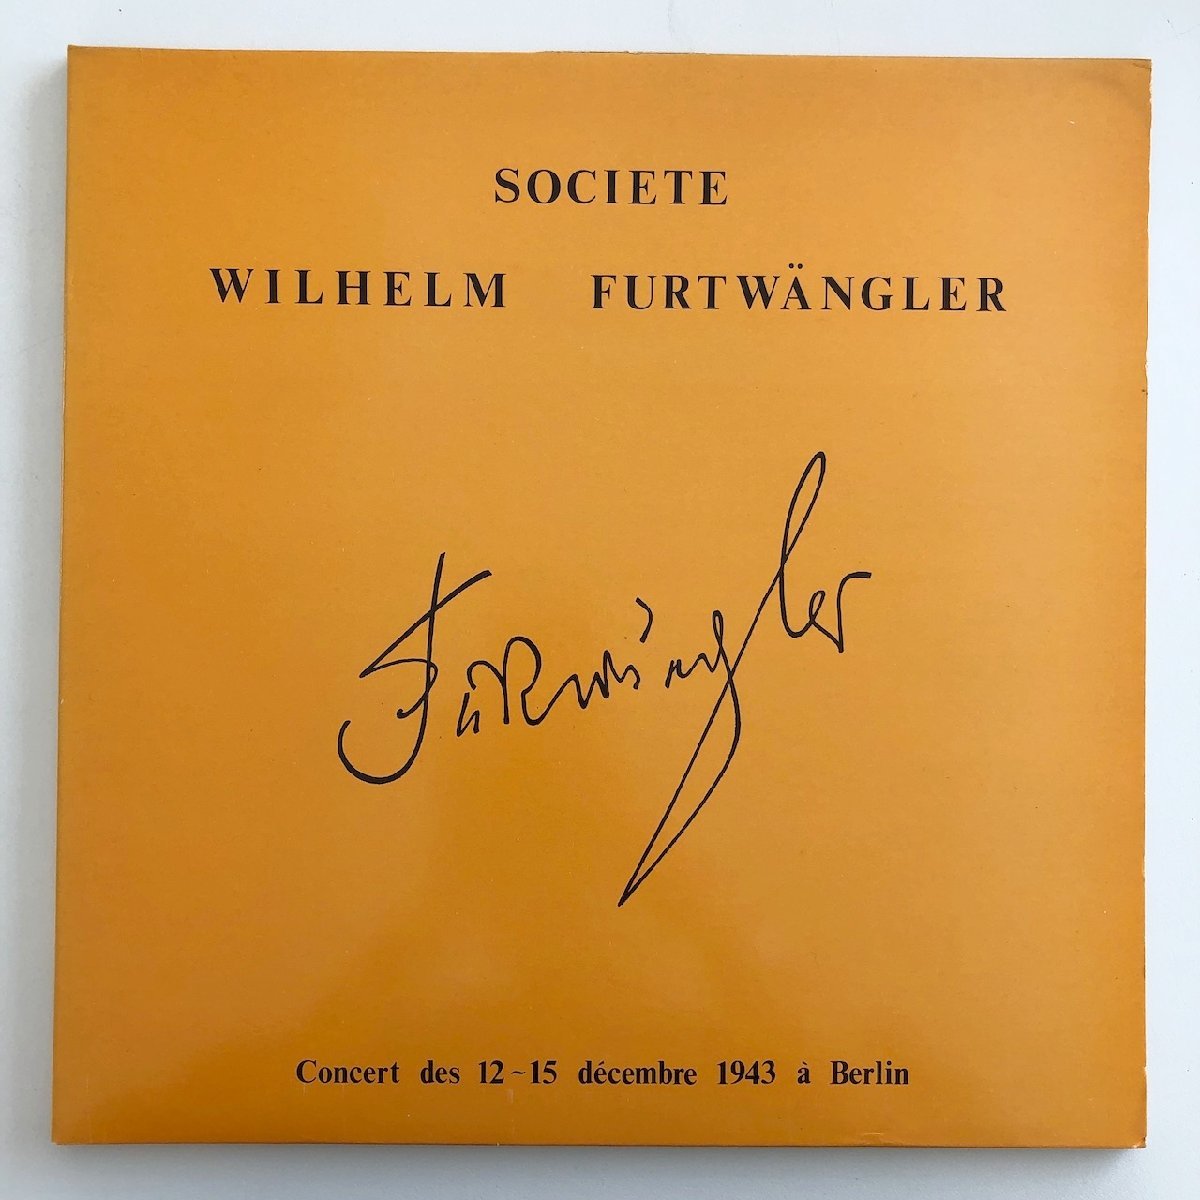 SOCIETE
WILHELM FURTWÄNGLER
Furtwängler
Concert des 12-15 décembre 1943 à Berlin